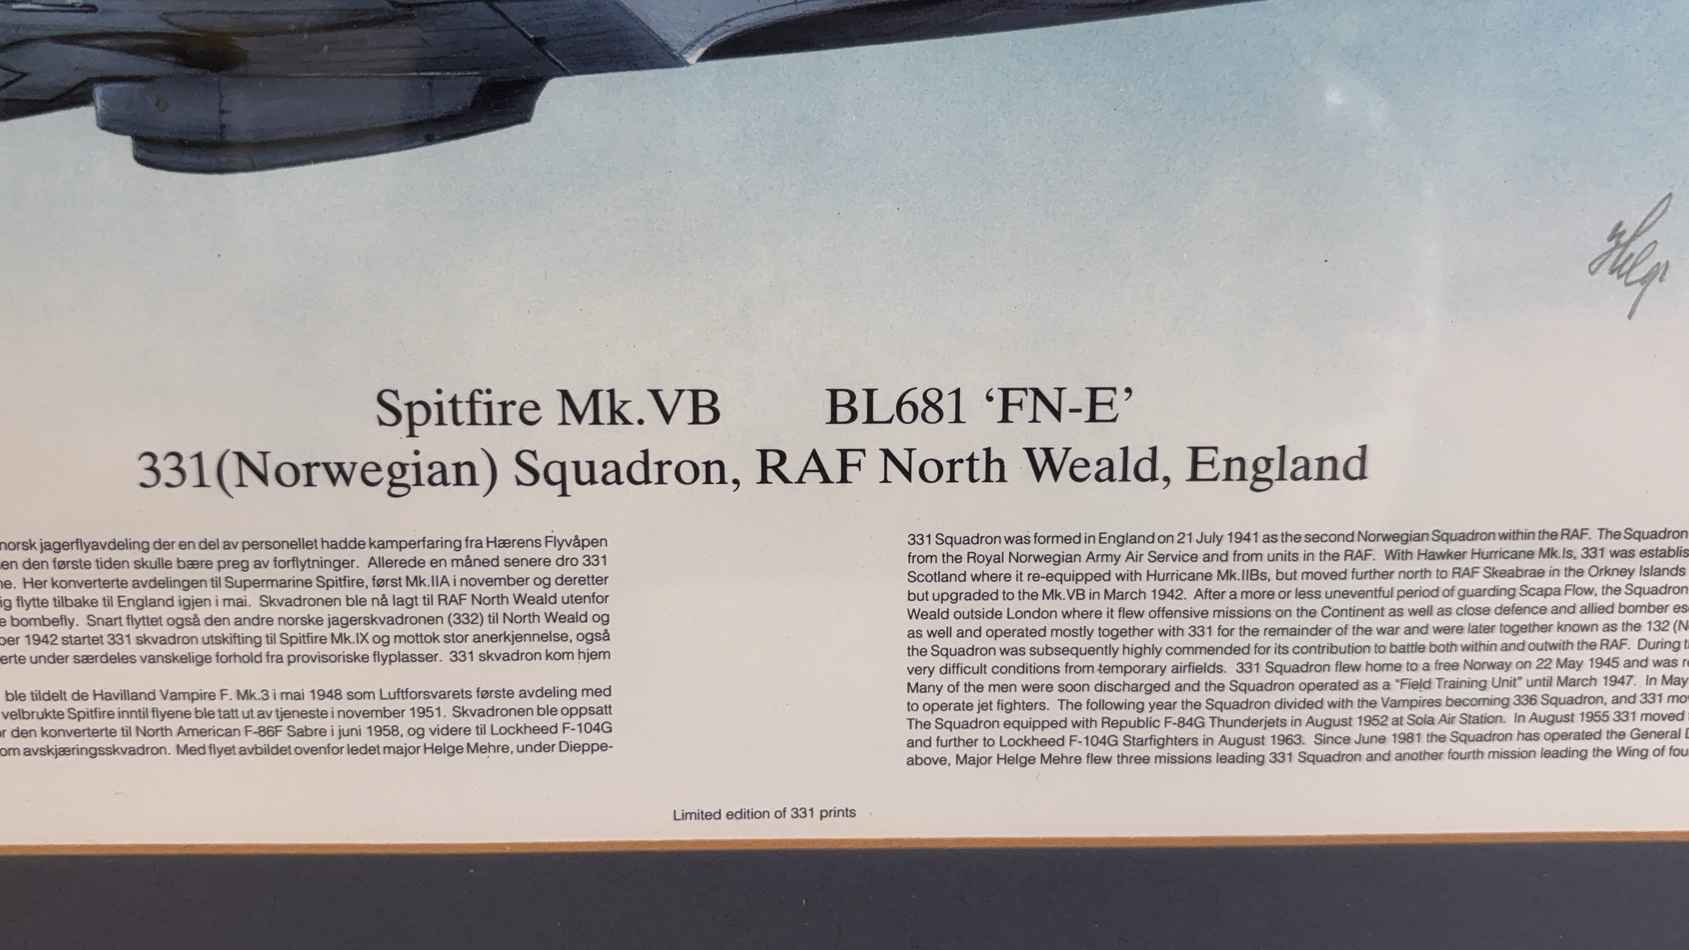 Helge
Spitfire Mk.VB BL681 ‘FN-E’
331(Norwegian) Squadron, RAF North Weald, England
norsk jagerflyavdeling der en del av personellet hadde kamperfaring fra Hærens Flyvåpen
en den første tiden skulle bære preg av forflytninger. Allerede en måned senere dro 331
ne. Her konverterte avdelingen til Supermarine Spitfire, først Mk.IIA i november og deretter
ig flytte tilbake til England igjen i mai. Skvadronen ble nå lagt til RAF North Weald utenfor
e bombefly. Snart flyttet også den andre norske jagerskvadronen (332) til North Weald og
ber 1942 startet 331 skvadron utskifting til Spitfire Mk.IX og mottok stor anerkjennelse, også
erte under særdeles vanskelige forhold fra provisoriske flyplasser. 331 skvadron kom hjem
ble tildelt de Havilland Vampire F. Mk.3 i mai 1948 som Luftforsvarets første avdeling med
velbrukte Spitfire inntil flyene ble tatt ut av tjeneste i november 1951. Skvadronen ble oppsatt
r den konverterte til North American F-86F Sabre i juni 1958, og videre til Lockheed F-104G
om avskjæringsskvadron. Med flyet avbildet ovenfor ledet major Helge Mehre, under Dieppe-
331 Squadron was formed in England on 21 July 1941 as the second Norwegian Squadron within the RAF. The Squadron
from the Royal Norwegian Army Air Service and from units in the RAF. With Hawker Hurricane Mk.Is, 331 was establis
Scotland where it re-equipped with Hurricane Mk.IIBs, but moved further north to RAF Skeabrae in the Orkney Islands
but upgraded to the Mk.VB in March 1942. After a more or less uneventful period of guarding Scapa Flow, the Squadron
Weald outside London where it flew offensive missions on the Continent as well as close defence and allied bomber es
as well and operated mostly together with 331 for the remainder of the war and were later together known as the 132 (N
the Squadron was subsequently highly commended for its contribution to battle both within and outwith the RAF. During t
very difficult conditions from temporary airfields. 331 Squadron flew home to a free Norway on 22 May 1945 and was r
Many of the men were soon discharged and the Squadron operated as a "Field Training Unit" until March 1947. In May
to operate jet fighters. The following year the Squadron divided with the Vampires becoming 336 Squadron, and 331 mov
The Squadron equipped with Republic F-84G Thunderjets in August 1952 at Sola Air Station. In August 1955 331 moved
and further to Lockheed F-104G Starfighters in August 1963. Since June 1981 the Squadron has operated the General D
above, Major Helge Mehre flew three missions leading 331 Squadron and another fourth mission leading the Wing of fou
Limited edition of 331 prints